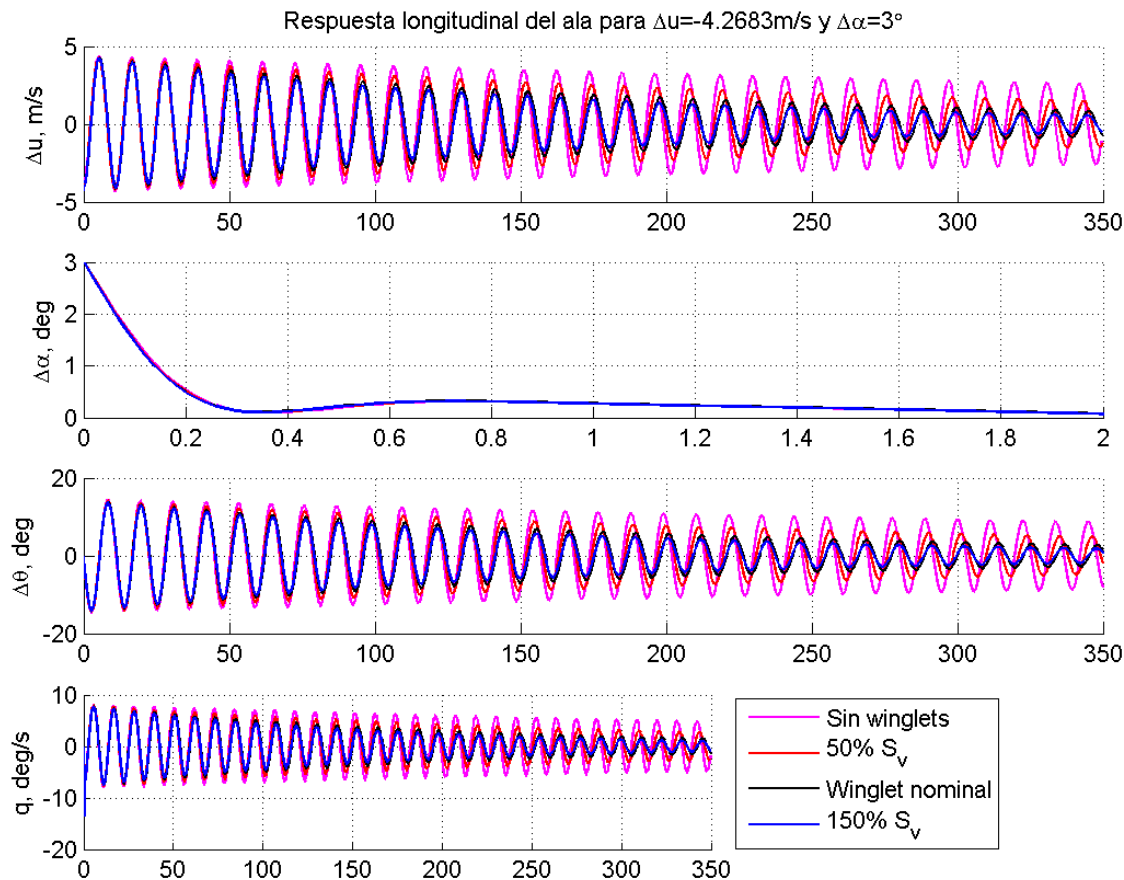 Respuesta longitudinal del ala para Δu=-4.2683m/s y Δα=3°
Δu, m/s
5
0
-5
0 50 100 150 200 250 300 350
Δα, deg
3
2
1
0
0 0.2 0.4 0.6 0.8 1 1.2 1.4 1.6 1.8 2
Δθ, deg
20
0
-20
0 50 100 150 200 250 300 350
q, deg/s
10
0
-10
-20
0 50 100 150 200 250 300 350
Sin winglets
50% S_v
Winglet nominal
150% S_v